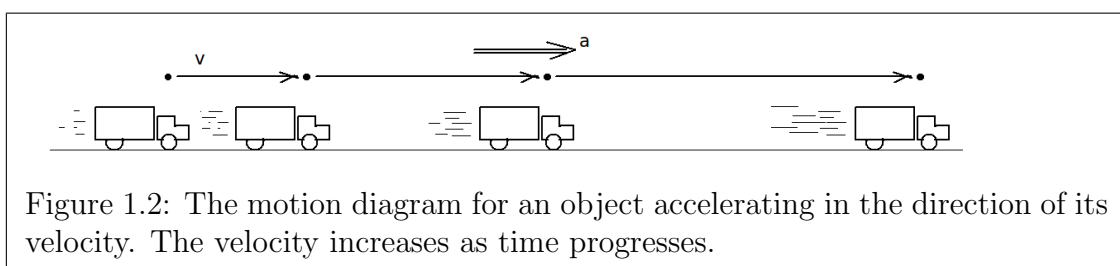 a
v
Figure 1.2: The motion diagram for an object accelerating in the direction of its
velocity. The velocity increases as time progresses.